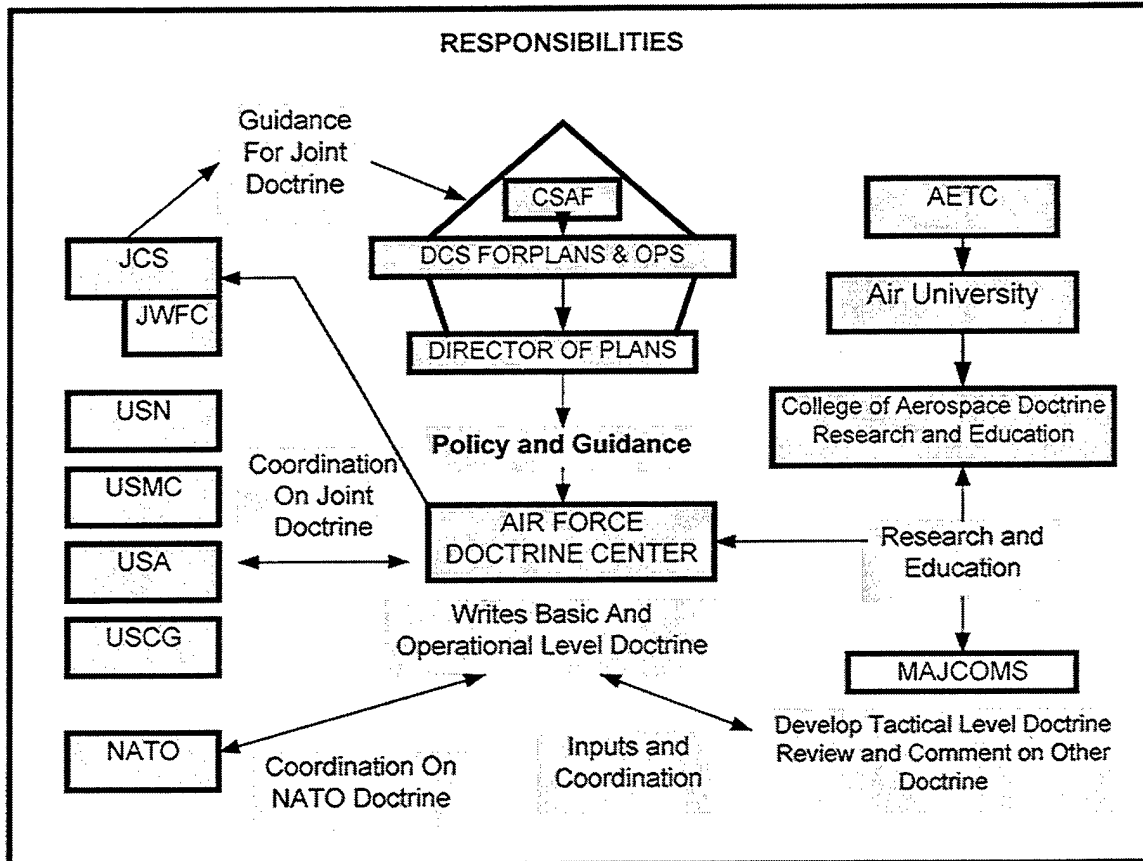 RESPONSIBILITIES
Guidance
For Joint
Doctrine
CSAF
DCS FORPLANS & OPS
DIRECTOR OF PLANS
Policy and Guidance
AIR FORCE
DOCTRINE CENTER
Writes Basic And
Operational Level Doctrine
JCS
JWFC
USN
USMC
USA
USCG
NATO
Coordination
On Joint
Doctrine
Coordination On
NATO Doctrine
Inputs and
Coordination
AETC
Air University
College of Aerospace Doctrine
Research and Education
Research and
Education
MAJCOMS
Develop Tactical Level Doctrine
Review and Comment on Other
Doctrine